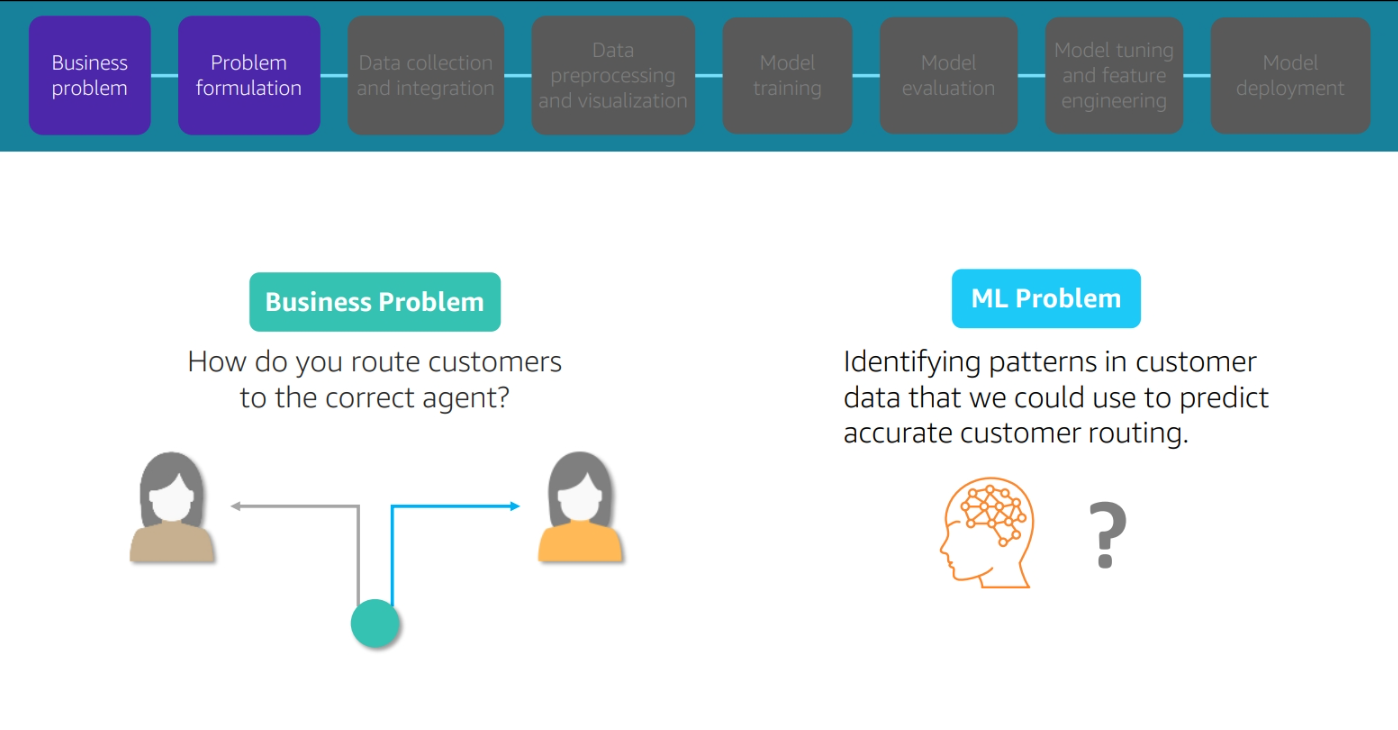 Business
problem
Problem
formulation
Data collection
and integration
Data
preprocessing
and visualization
Model
training
Model
evaluation
Model tuning
and feature
engineering
Model
deployment
Business Problem
How do you route customers
to the correct agent?
ML Problem
Identifying patterns in customer
data that we could use to predict
accurate customer routing.
?